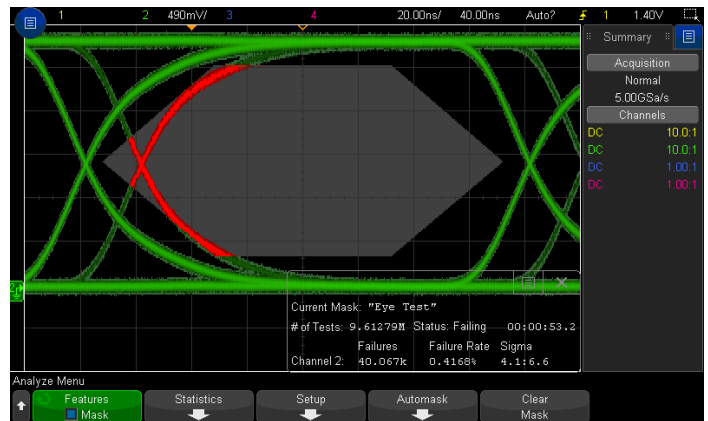 1 2 490mV/ 3 4 20.00ns/ 40.00ns Auto? 1 1.40V
Summary
Acquisition
Normal
5.00GSa/s
Channels
DC 10.0:1
DC 10.0:1
DC 1.00:1
DC 1.00:1
2
Current Mask: "Eye Test"
# of Tests: 9.61279M Status: Failing 00:00:53.2
Failures Failure Rate Sigma
Channel 2: 40.067k 0.4168% 4.1:6.6
Analyze Menu
Features Statistics Setup Automask Clear
Mask Mask